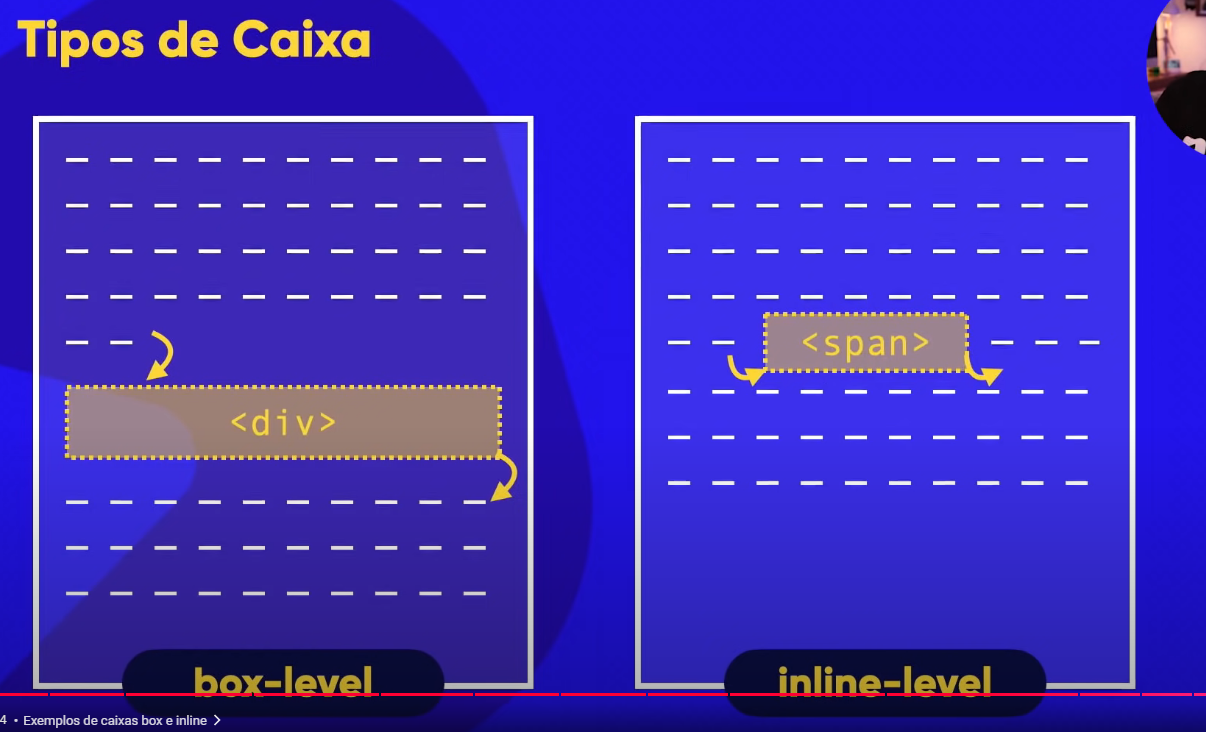 Tipos de Caixa
<div>
<span>
box-level
inline-level
4 • Exemplos de caixas box e inline >